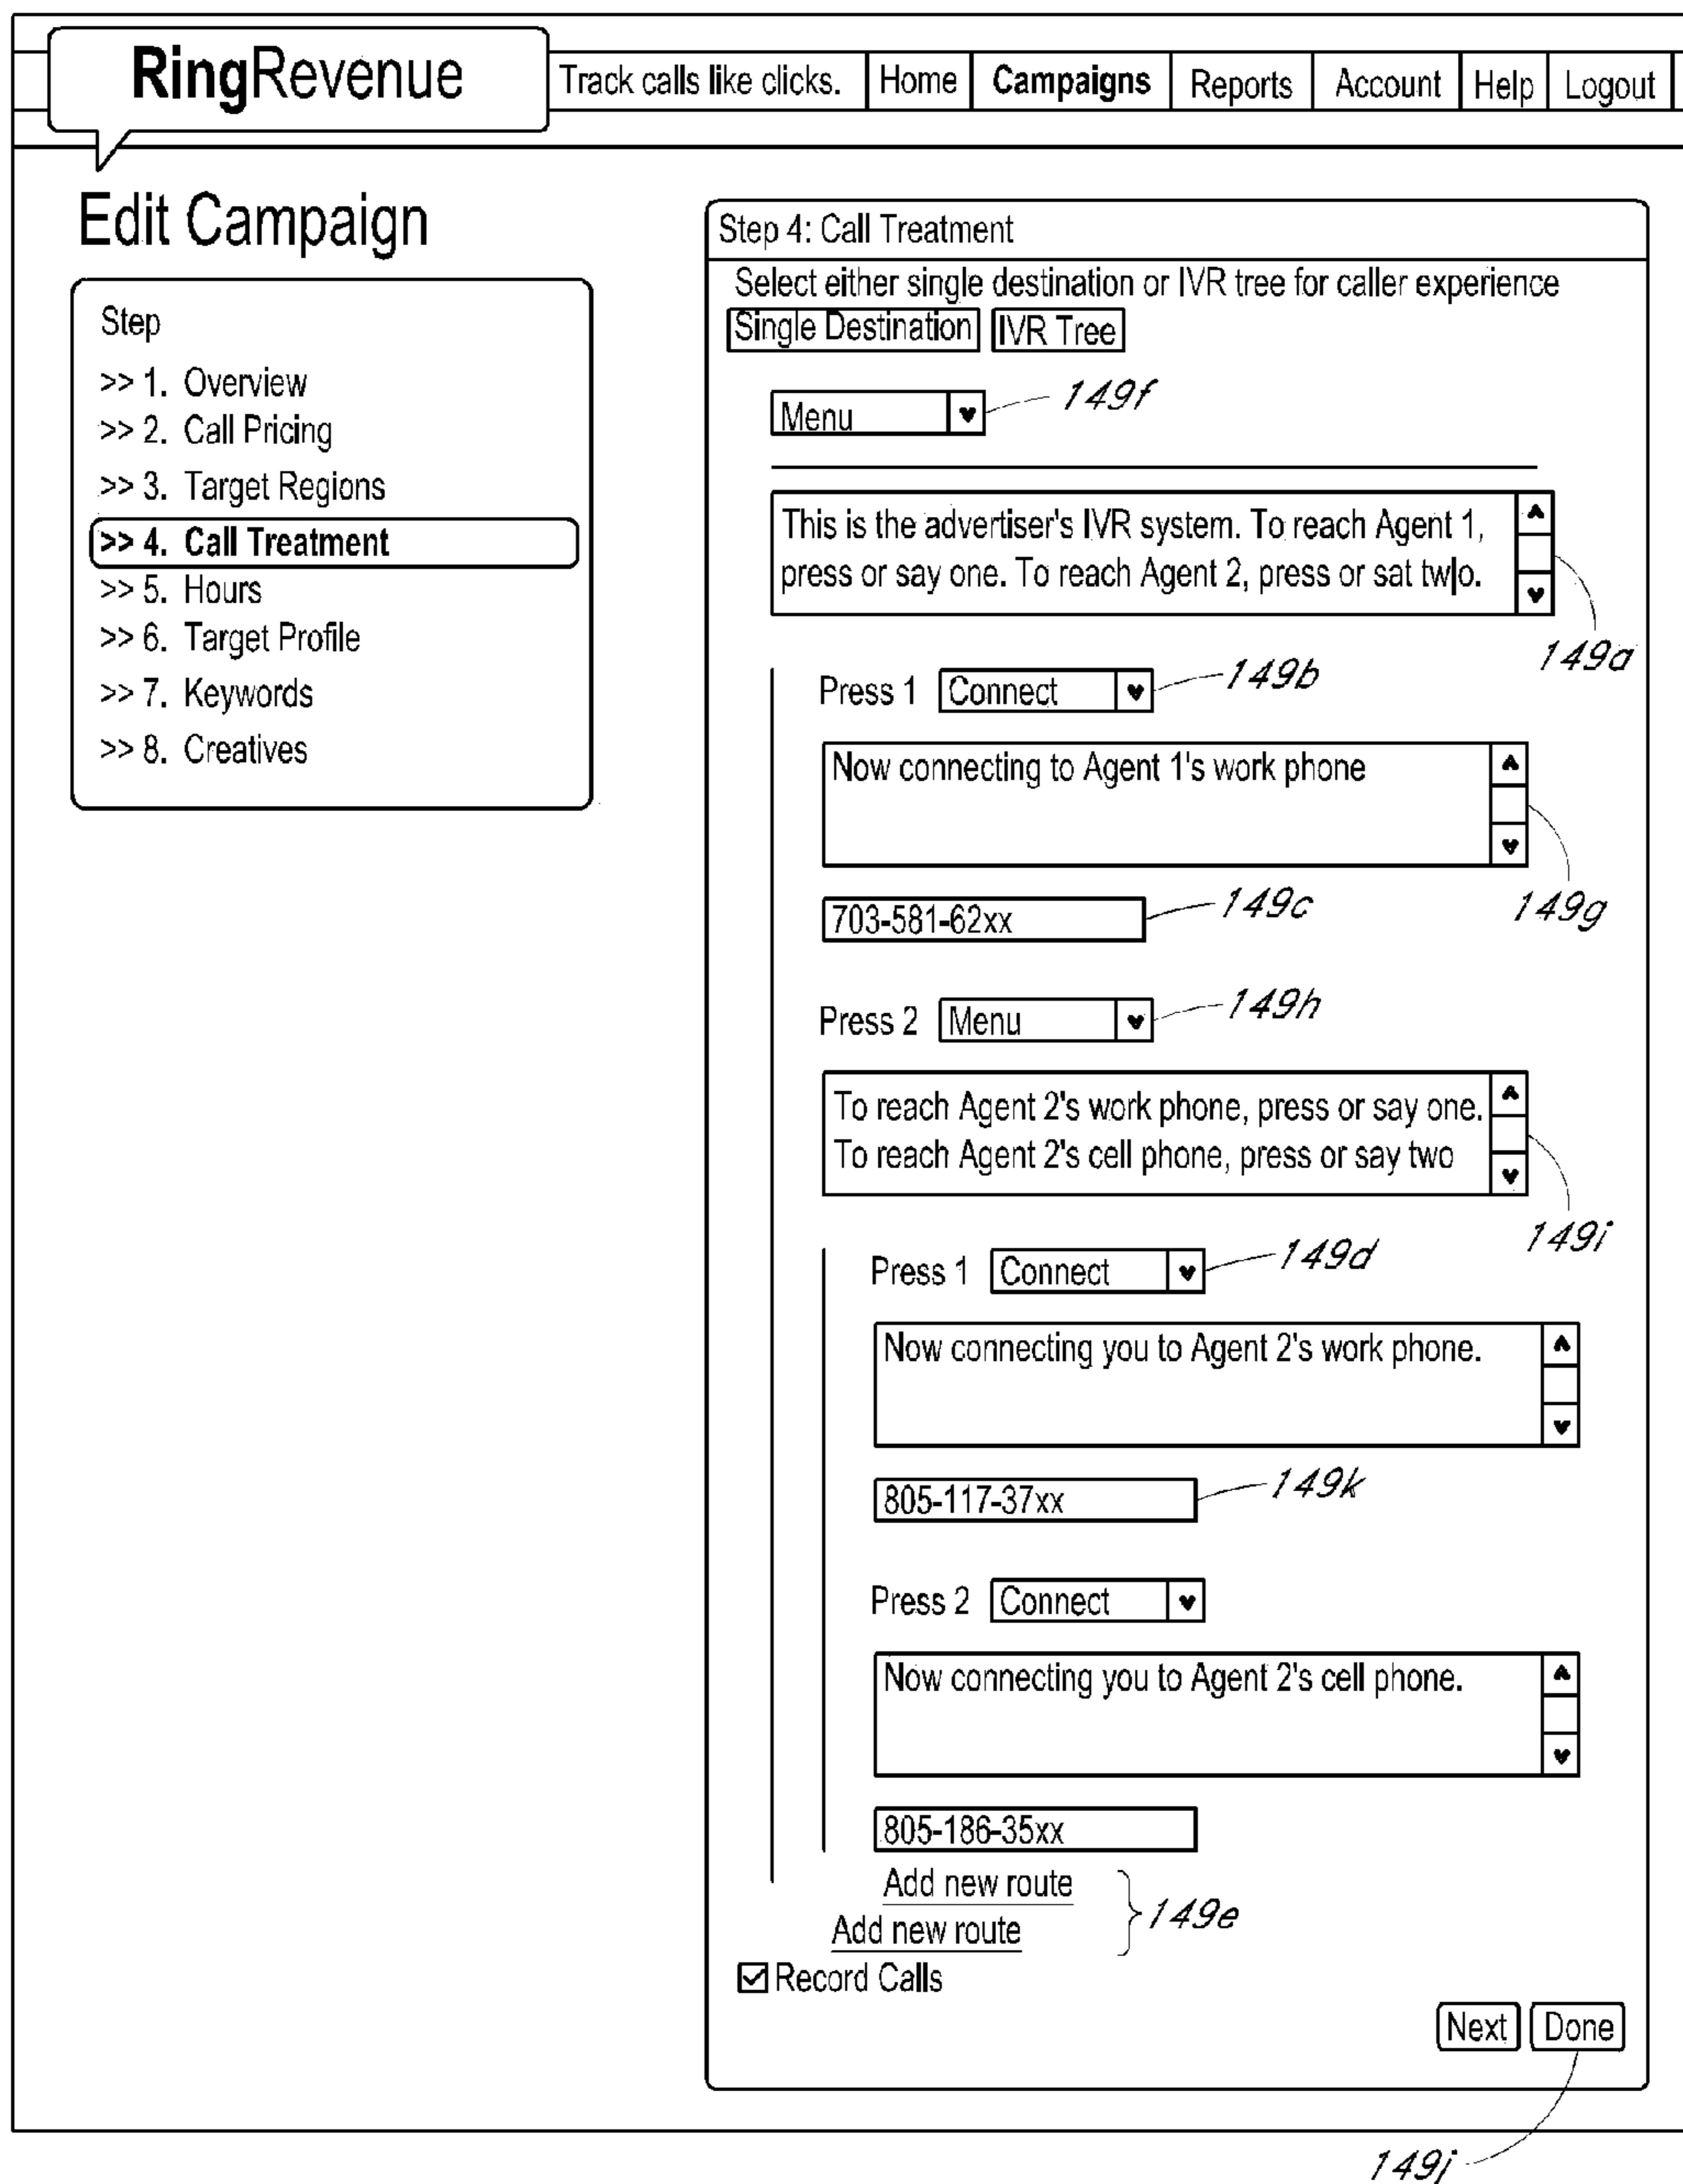 RingRevenue
Track calls like clicks. Home Campaigns Reports Account Help Logout
Edit Campaign
Step
>> 1. Overview
>> 2. Call Pricing
>> 3. Target Regions
>> 4. Call Treatment
>> 5. Hours
>> 6. Target Profile
>> 7. Keywords
>> 8. Creatives
Step 4: Call Treatment
Select either single destination or IVR tree for caller experience
Single Destination IVR Tree
Menu 149f
This is the advertiser's IVR system. To reach Agent 1,
press or say one. To reach Agent 2, press or sat two.
149a
Press 1 Connect 149b
Now connecting to Agent 1's work phone
149g
703-581-62xx 149c
Press 2 Menu 149h
To reach Agent 2's work phone, press or say one.
To reach Agent 2's cell phone, press or say two
149i
Press 1 Connect 149d
Now connecting you to Agent 2's work phone.
805-117-37xx 149k
Press 2 Connect
Now connecting you to Agent 2's cell phone.
805-186-35xx
Add new route
Add new route
149e
Record Calls
Next Done
149j